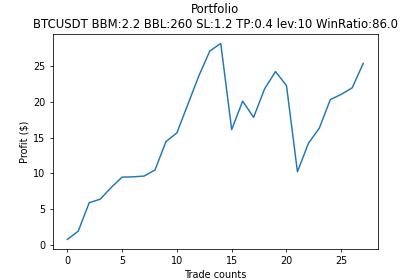 Portfolio
BTCUSDT BBM:2.2 BBL:260 SL:1.2 TP:0.4 lev:10 WinRatio:86.0
Profit ($)
25
20
15
10
5
0
0 5 10 15 20 25
Trade counts